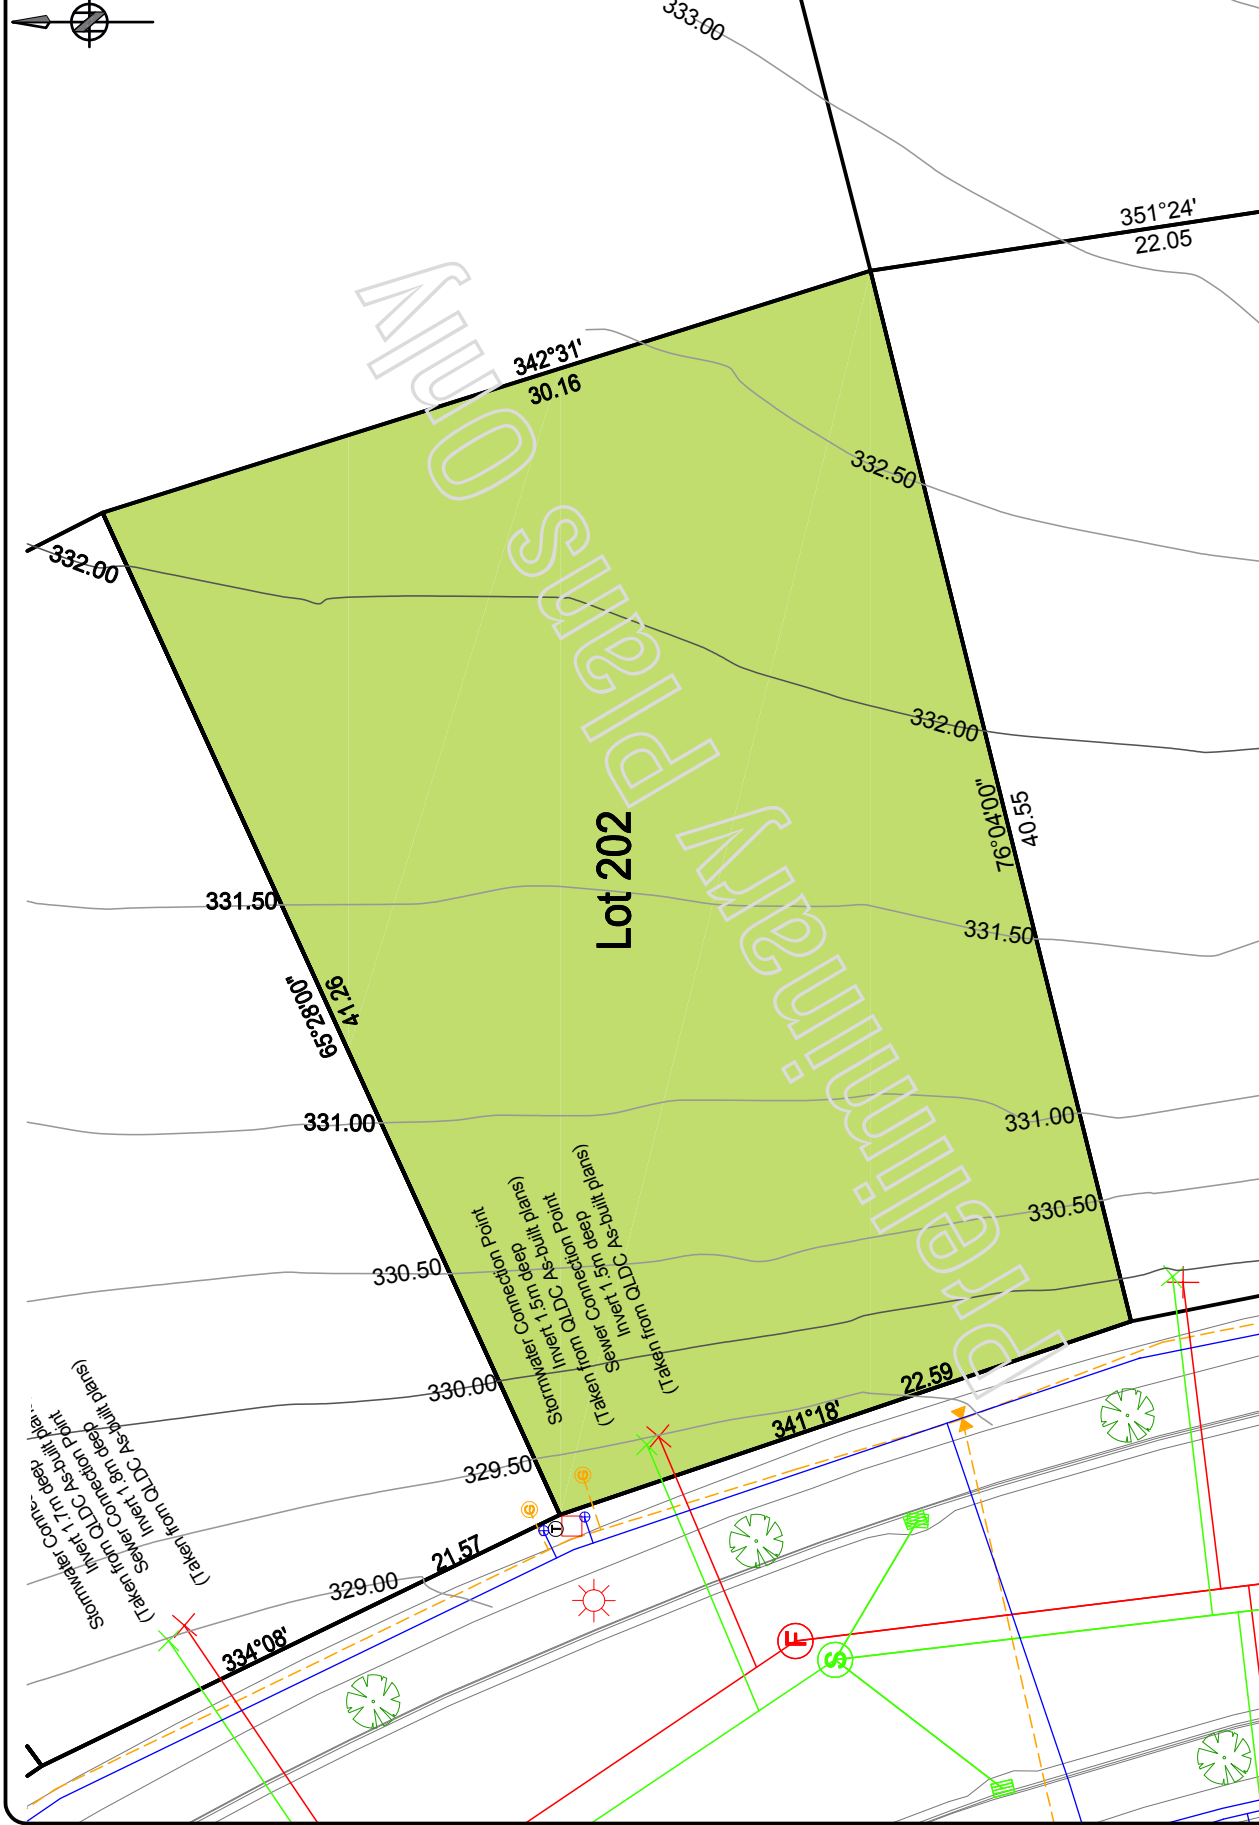 333.00
351°24'
22.05
342°31'
30.16
332.50
332.00
332.00
Lot 202
76°04'00"
40.55
331.50
331.50
65°28'00"
41.26
331.00
331.00
330.50
330.50
Stormwater Connection Point
Invert 1.5m deep
(Taken from QLDC As-built plans)
Sewer Connection Point
Invert 1.5m deep
(Taken from QLDC As-built plans)
330.00
22.59
341°18'
329.50
G
G
T
21.57
329.00
334°08'
Stormwater Conne
Invert 1.7m deep
(Taken from QLDC As-built plan
Sewer Connection Point
Invert 1.8m deep
(Taken from QLDC As-built plans)
F
S
Preliminary Plans Only